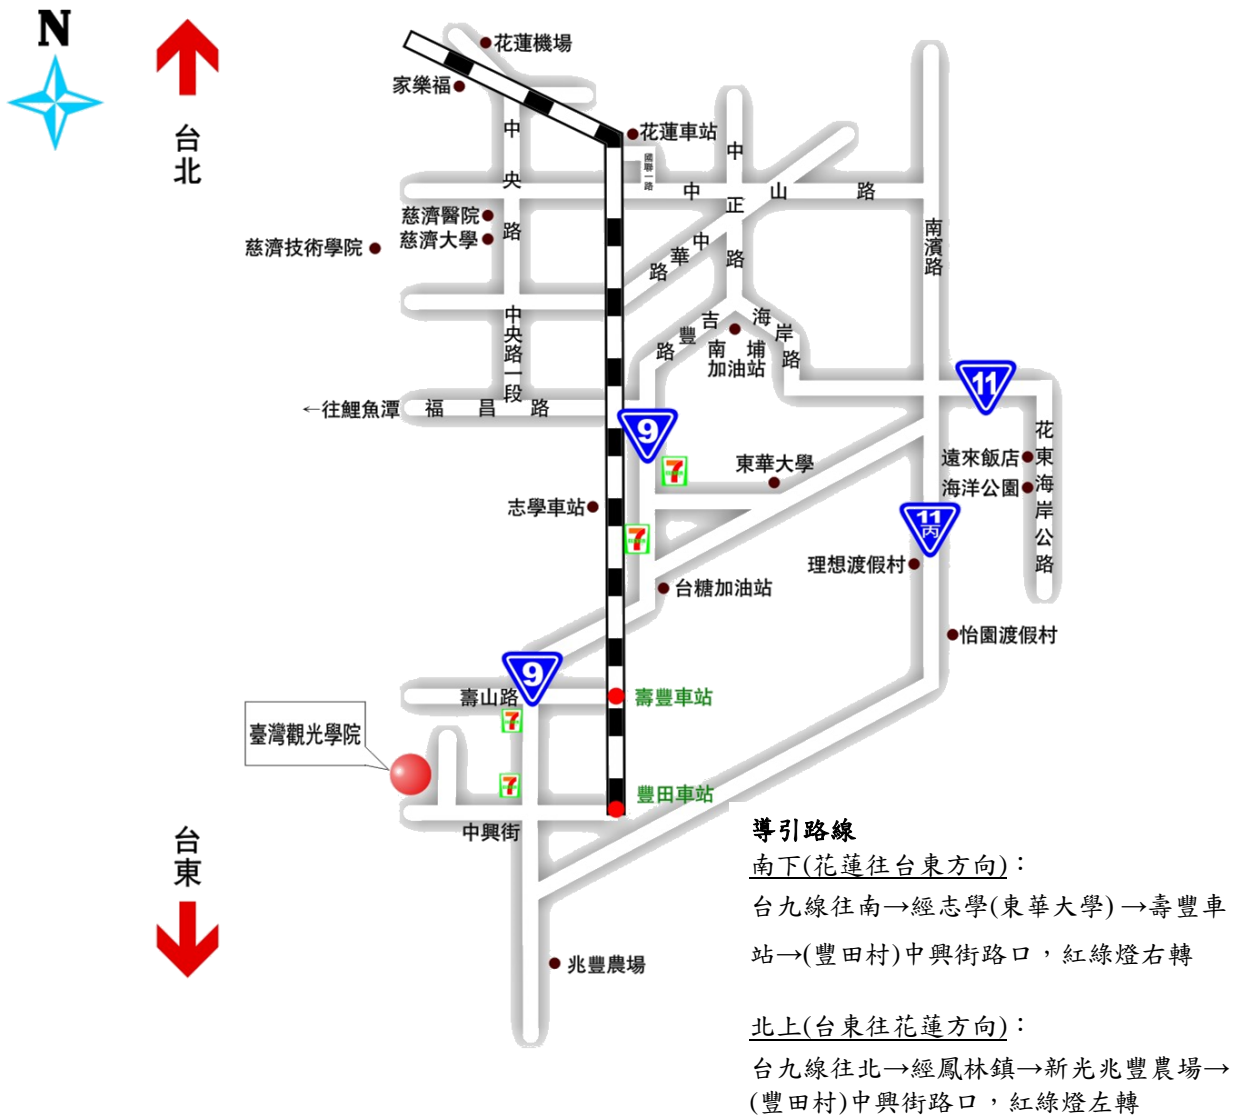 N
台北
花蓮機場
家樂福
花蓮車站
國聯一路
中央路
中山路
中正路
中華路
南濱路
慈濟醫院
慈濟大學
慈濟技術學院
中央路一段
吉豐路
海岸路
南埔
加油站
←往鯉魚潭
福昌路
9
11
花東海岸公路
遠來飯店
海洋公園
東華大學
7
志學車站
7
11
丙
理想渡假村
台糖加油站
怡園渡假村
9
壽山路
壽豐車站
7
臺灣觀光學院
7
豐田車站
中興街
台東
兆豐農場
導引路線
南下(花蓮往台東方向)：
台九線往南→經志學(東華大學)→壽豐車
站→(豐田村)中興街路口，紅綠燈右轉
北上(台東往花蓮方向)：
台九線往北→經鳳林鎮→新光兆豐農場→
(豐田村)中興街路口，紅綠燈左轉